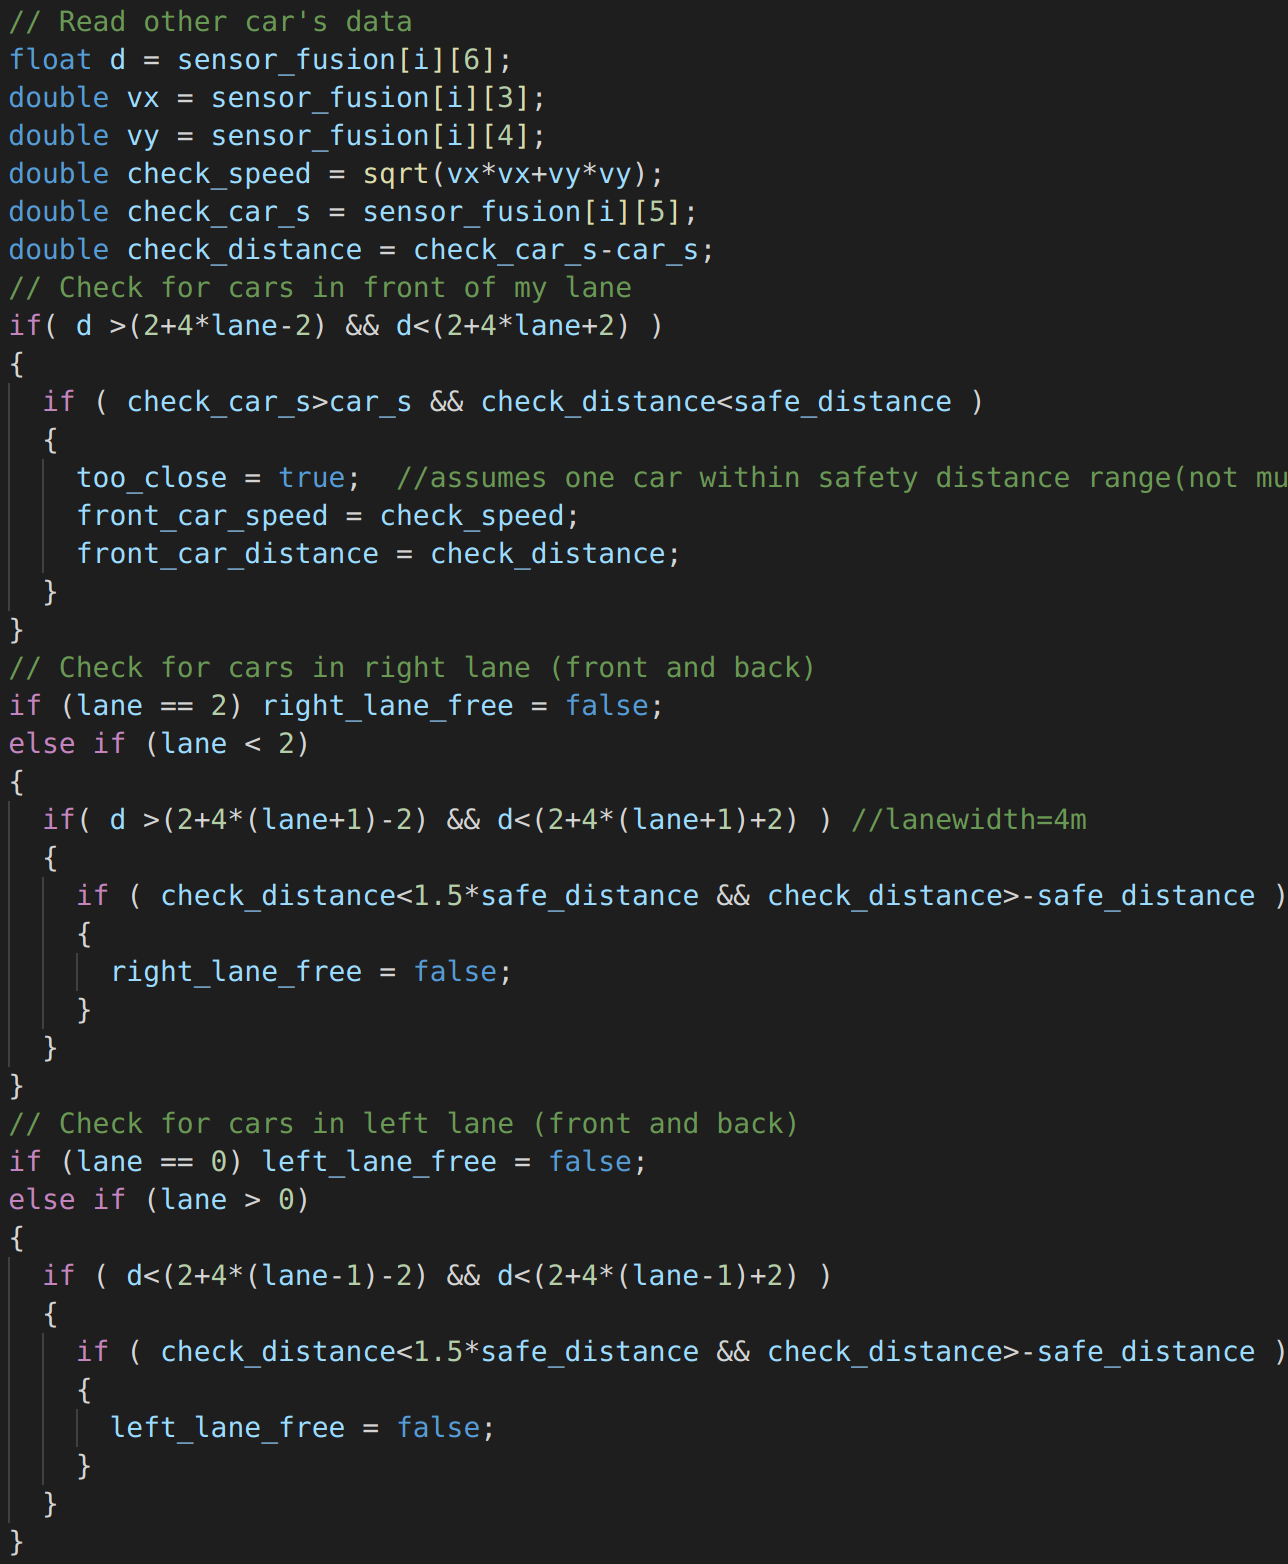 // Read other car's data
float d = sensor_fusion[i][6];
double vx = sensor_fusion[i][3];
double vy = sensor_fusion[i][4];
double check_speed = sqrt(vx*vx+vy*vy);
double check_car_s = sensor_fusion[i][5];
double check_distance = check_car_s-car_s;
// Check for cars in front of my lane
if( d >(2+4*lane-2) && d<(2+4*lane+2) )
{
  if ( check_car_s>car_s && check_distance<safe_distance )
  {
    too_close = true;  //assumes one car within safety distance range(not mu
    front_car_speed = check_speed;
    front_car_distance = check_distance;
  }
}
// Check for cars in right lane (front and back)
if (lane == 2) right_lane_free = false;
else if (lane < 2)
{
  if( d >(2+4*(lane+1)-2) && d<(2+4*(lane+1)+2) ) //lanewidth=4m
  {
    if ( check_distance<1.5*safe_distance && check_distance>-safe_distance )
    {
      right_lane_free = false;
    }
  }
}
// Check for cars in left lane (front and back)
if (lane == 0) left_lane_free = false;
else if (lane > 0)
{
  if ( d<(2+4*(lane-1)-2) && d<(2+4*(lane-1)+2) )
  {
    if ( check_distance<1.5*safe_distance && check_distance>-safe_distance )
    {
      left_lane_free = false;
    }
  }
}